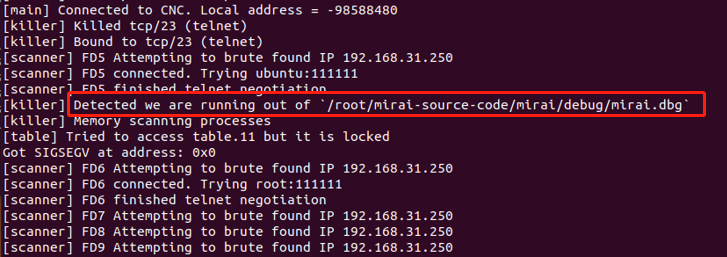 [main] Connected to CNC. Local address = -98588480
[killer] Killed tcp/23 (telnet)
[killer] Bound to tcp/23 (telnet)
[scanner] FD5 Attempting to brute found IP 192.168.31.250
[scanner] FD5 connected. Trying ubuntu:111111
[scanner] FD5 finished telnet negotiation
[killer] Detected we are running out of `/root/mirai-source-code/mirai/debug/mirai.dbg`
[killer] Memory scanning processes
[table] Tried to access table.11 but it is locked
Got SIGSEGV at address: 0x0
[scanner] FD6 Attempting to brute found IP 192.168.31.250
[scanner] FD6 connected. Trying root:111111
[scanner] FD6 finished telnet negotiation
[scanner] FD7 Attempting to brute found IP 192.168.31.250
[scanner] FD8 Attempting to brute found IP 192.168.31.250
[scanner] FD9 Attempting to brute found IP 192.168.31.250